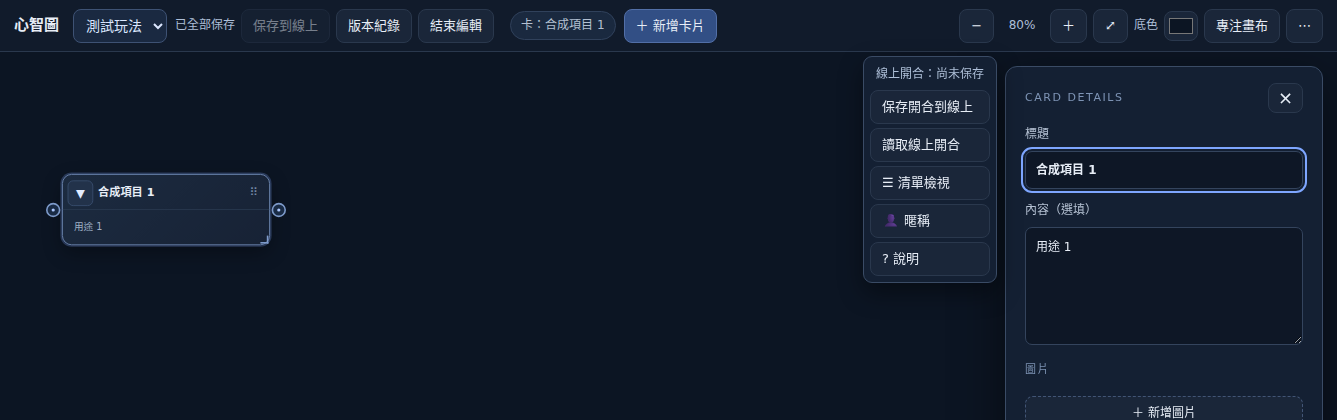 心智圖
測試玩法
已全部保存
保存到線上
版本紀錄
結束編輯
卡：合成項目 1
＋ 新增卡片
−
80%
＋
⤢
底色
專注畫布
⋯
線上開合：尚未保存
保存開合到線上
讀取線上開合
☰ 清單檢視
👤 暱稱
? 說明
CARD DETAILS
✕
標題
合成項目 1
內容（選填）
用途 1
圖片
＋ 新增圖片
▼ 合成項目 1 ⠿
用途 1